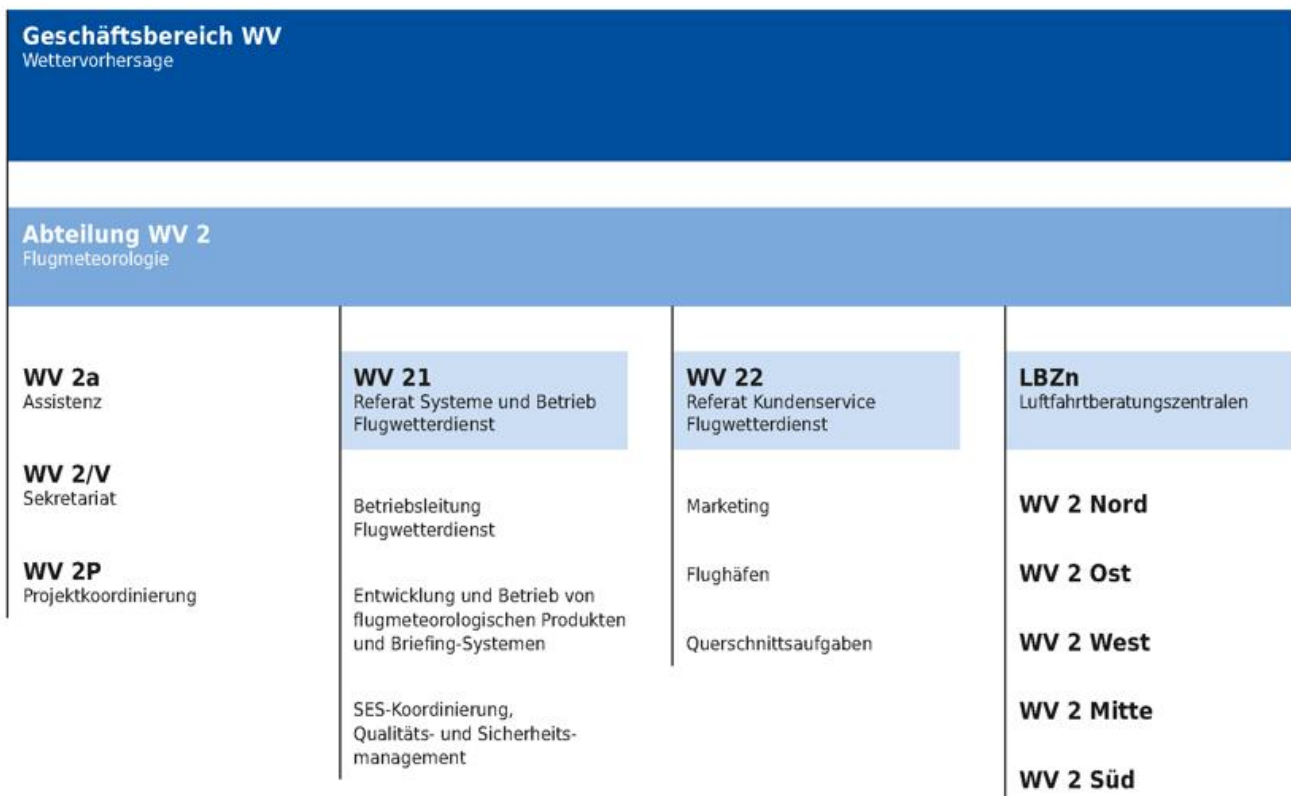 Geschäftsbereich WV
Wettervorhersage
Abteilung WV 2
Flugmeteorologie
WV 2a
Assistenz
WV 2/V
Sekretariat
WV 2P
Projektkoordinierung
WV 21
Referat Systeme und Betrieb
Flugwetterdienst
Betriebsleitung
Flugwetterdienst
Entwicklung und Betrieb von
flugmeteorologischen Produkten
und Briefing-Systemen
SES-Koordinierung,
Qualitäts- und Sicherheits-
management
WV 22
Referat Kundenservice
Flugwetterdienst
Marketing
Flughäfen
Querschnittsaufgaben
LBZn
Luftfahrtberatungszentralen
WV 2 Nord
WV 2 Ost
WV 2 West
WV 2 Mitte
WV 2 Süd